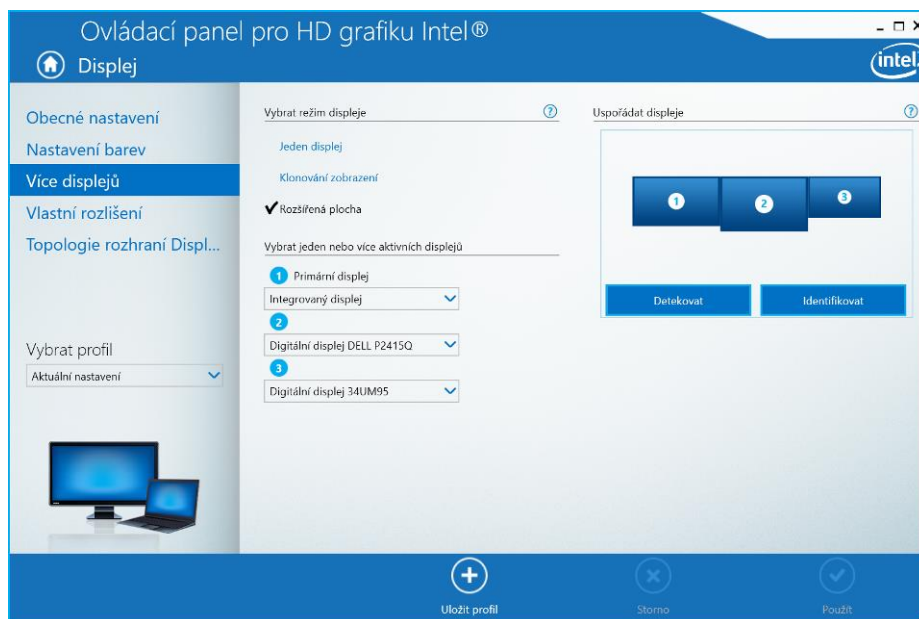 Ovládací panel pro HD grafiku Intel®
Displej
intel
Obecné nastavení
Nastavení barev
Více displejů
Vlastní rozlišení
Topologie rozhraní Displ...
Vybrat profil
Aktuální nastavení
Vybrat režim displeje
?
Jeden displej
Klonování zobrazení
Rozšířená plocha
Vybrat jeden nebo více aktivních displejů
1 Primární displej
Integrovaný displej
2
Digitální displej DELL P2415Q
3
Digitální displej 34UM95
Uspořádat displeje
?
1 2 3
Detekovat Identifikovat
Uložit profil Storno Použít